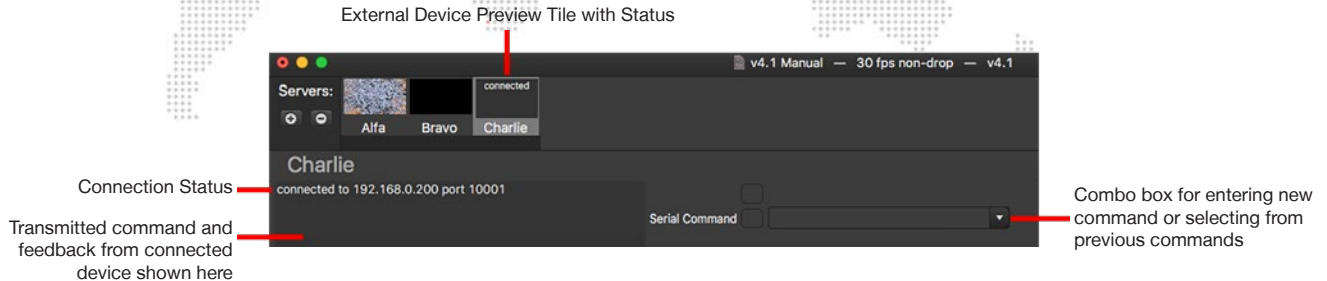 External Device Preview Tile with Status
v4.1 Manual — 30 fps non-drop — v4.1
Servers:
connected
Alfa
Bravo
Charlie
Charlie
Connection Status
connected to 192.168.0.200 port 10001
Transmitted command and
feedback from connected
device shown here
Serial Command
Combo box for entering new
command or selecting from
previous commands